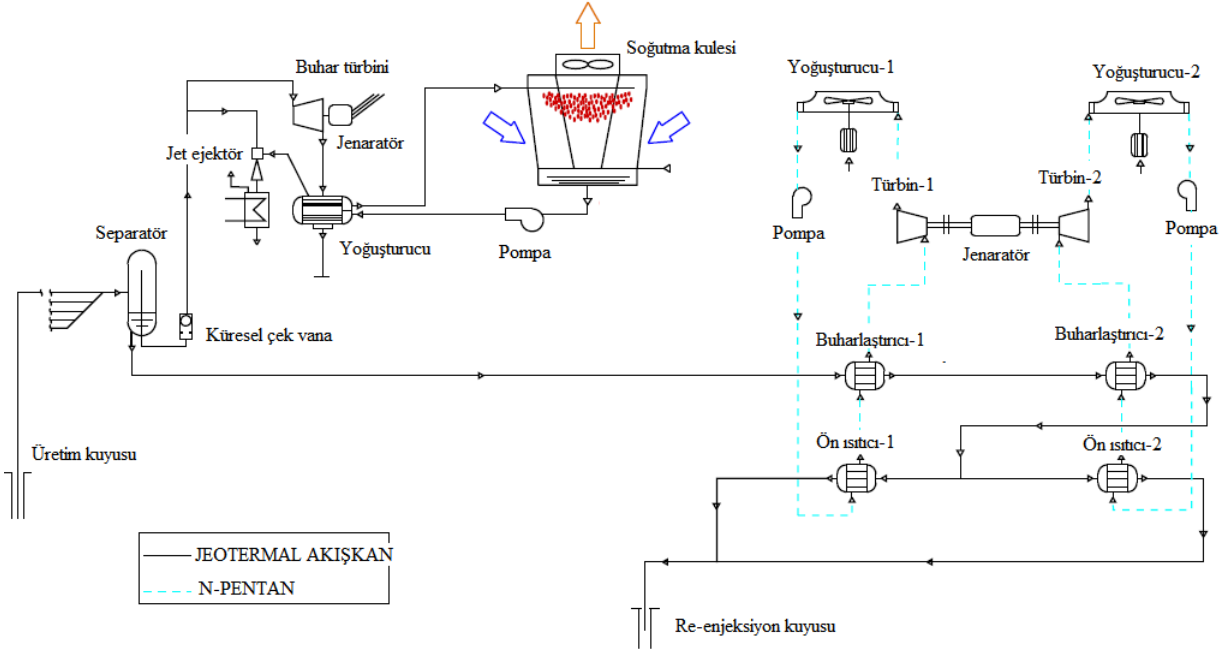 Soğutma kulesi
Buhar türbini
Yoğuşturucu-1
Yoğuşturucu-2
Jenaratör
Jet ejektör
Türbin-1
Türbin-2
Separatör
Yoğuşturucu
Pompa
Pompa
Jenaratör
Pompa
Küresel çek vana
Buharlaştırıcı-1
Buharlaştırıcı-2
Üretim kuyusu
Ön ısıtıcı-1
Ön ısıtıcı-2
JEOTERMAL AKIŞKAN
N-PENTAN
Re-enjeksiyon kuyusu